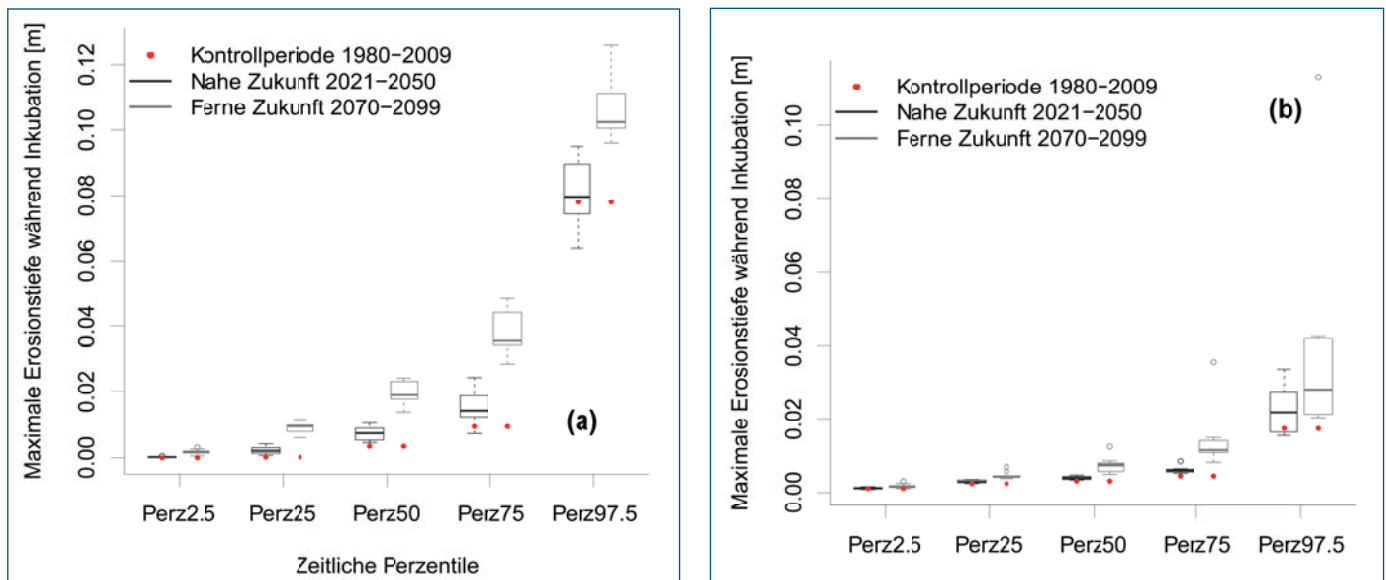 Maximale Erosionstiefe während Inkubation [m]
0.12
0.10
0.08
0.06
0.04
0.02
0.00
Kontrollperiode 1980-2009
Nahe Zukunft 2021-2050
Ferne Zukunft 2070-2099
(a)
Perz2.5 Perz25 Perz50 Perz75 Perz97.5
Zeitliche Perzentile
Maximale Erosionstiefe während Inkubation [m]
0.10
0.08
0.06
0.04
0.02
0.00
Kontrollperiode 1980-2009
Nahe Zukunft 2021-2050
Ferne Zukunft 2070-2099
(b)
Perz2.5 Perz25 Perz50 Perz75 Perz97.5